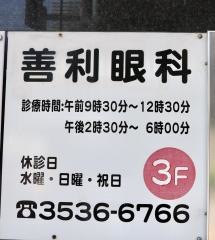 善利眼科
診療時間:午前9時30分〜12時30分
午後2時30分〜 6時00分
休診日
水曜・日曜・祝日
3F
☎3536-6766